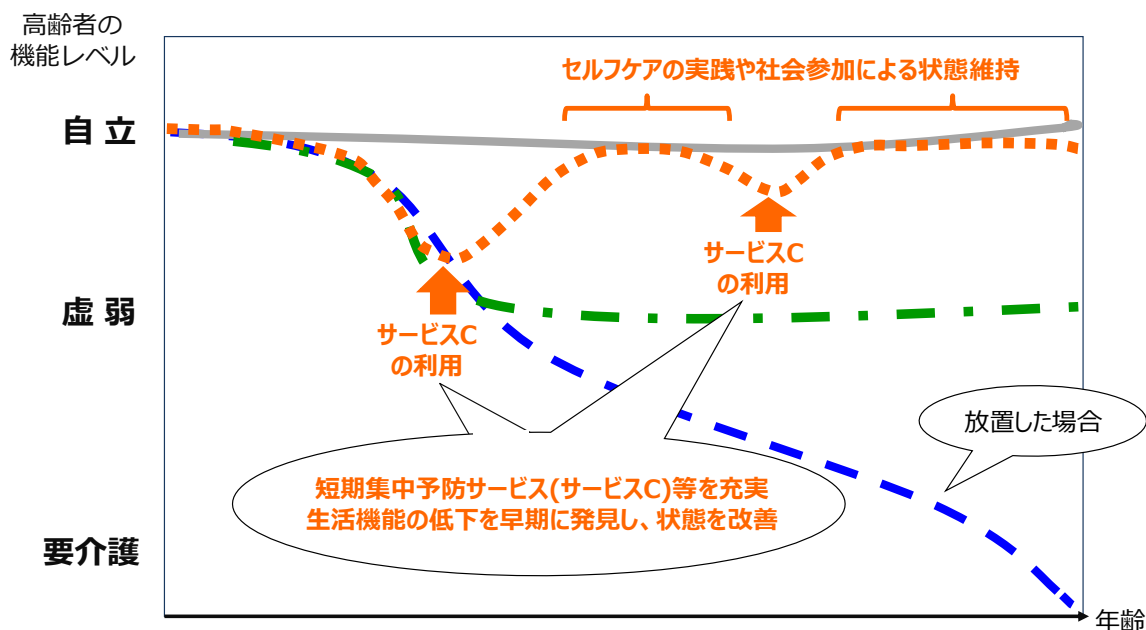 高齢者の
機能レベル
セルフケアの実践や社会参加による状態維持
自 立
サービスC
の利用
虚 弱
サービスC
の利用
放置した場合
短期集中予防サービス(サービスC)等を充実
生活機能の低下を早期に発見し、状態を改善
要介護
年齢